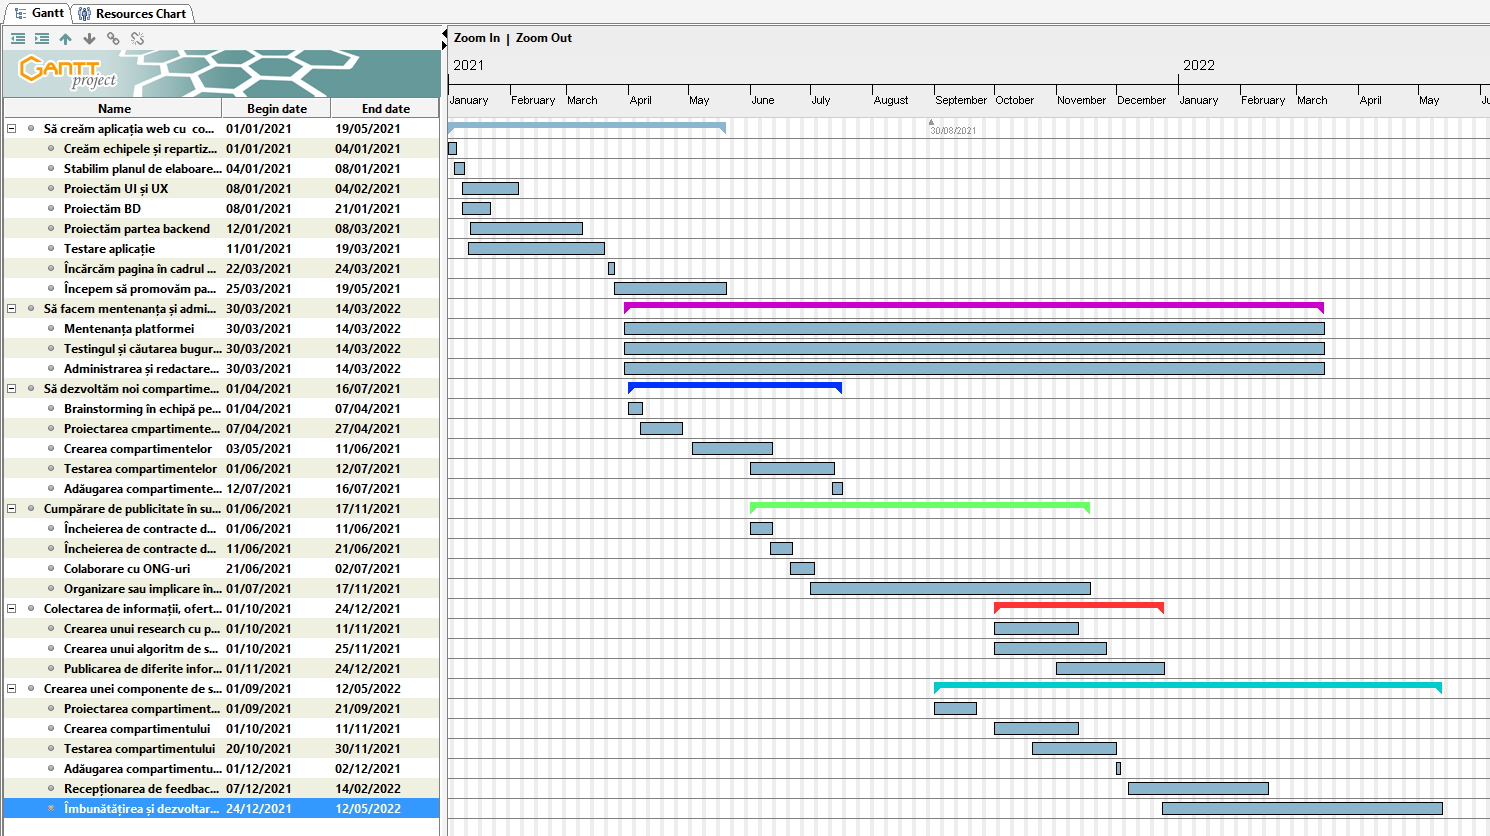 Gantt Resources Chart
Zoom In | Zoom Out
GANTT project
2021 2022
Name Begin date End date
January February March April May June July August September October November December January February March April May Ju
30/08/2021
Să creăm aplicația web cu co... 01/01/2021 19/05/2021
Creăm echipele și repartiz... 01/01/2021 04/01/2021
Stabilim planul de elaboare... 04/01/2021 08/01/2021
Proiectăm UI și UX 08/01/2021 04/02/2021
Proiectăm BD 08/01/2021 21/01/2021
Proiectăm partea backend 12/01/2021 08/03/2021
Testare aplicație 11/01/2021 19/03/2021
Încărcăm pagina în cadrul ... 22/03/2021 24/03/2021
Începem să promovăm pa... 25/03/2021 19/05/2021
Să facem mentenanța și admi... 30/03/2021 14/03/2022
Mentenanța platformei 30/03/2021 14/03/2022
Testingul și căutarea bugur... 30/03/2021 14/03/2022
Administrarea și redactare... 30/03/2021 14/03/2022
Să dezvoltăm noi compartime... 01/04/2021 16/07/2021
Brainstorming în echipă pe... 01/04/2021 07/04/2021
Proiectarea cmpartimente... 07/04/2021 27/04/2021
Crearea compartimentelor 03/05/2021 11/06/2021
Testarea compartimentelor 01/06/2021 12/07/2021
Adăugarea compartimente... 12/07/2021 16/07/2021
Cumpărare de publicitate în su... 01/06/2021 17/11/2021
Încheierea de contracte d... 01/06/2021 11/06/2021
Încheierea de contracte d... 11/06/2021 21/06/2021
Colaborare cu ONG-uri 21/06/2021 02/07/2021
Organizare sau implicare în... 01/07/2021 17/11/2021
Colectarea de informații, ofert... 01/10/2021 24/12/2021
Crearea unui research cu p... 01/10/2021 11/11/2021
Crearea unui algoritm de s... 01/10/2021 25/11/2021
Publicarea de diferite infor... 01/11/2021 24/12/2021
Crearea unei componente de s... 01/09/2021 12/05/2022
Proiectarea compartiment... 01/09/2021 21/09/2021
Crearea compartimentului 01/10/2021 11/11/2021
Testarea compartimentului 20/10/2021 30/11/2021
Adăugarea compartimentu... 01/12/2021 02/12/2021
Recepționarea de feedbac... 07/12/2021 14/02/2022
Îmbunătățirea și dezvoltar... 24/12/2021 12/05/2022